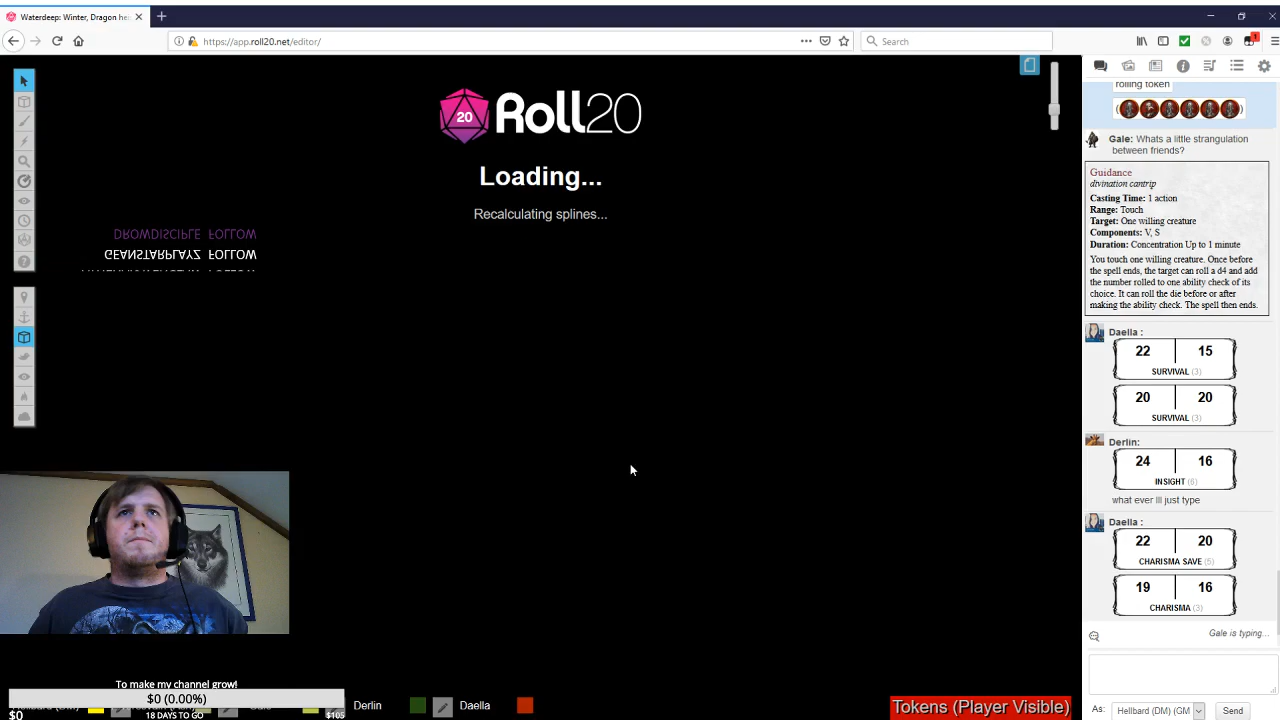 Waterdeep: Winter, Dragon he
https://app.roll20.net/editor/
Search
1
20
Roll20
Loading...
Recalculating splines...
DROWDISCIPLE FOLLOW
GEANSTARPLAYZ FOLLOW
rolling token
Gale: Whats a little strangulation
between friends?
Guidance
divination cantrip
Casting Time: 1 action
Range: Touch
Target: One willing creature
Components: V, S
Duration: Concentration Up to 1 minute
You touch one willing creature. Once before
the spell ends, the target can roll a d4 and add
the number rolled to one ability check of its
choice. It can roll the die before or after
making the ability check. The spell then ends.
Daella :
22 15
SURVIVAL (3)
20 20
SURVIVAL (3)
Derlin:
24 16
INSIGHT (6)
what ever Ill just type
Daella :
22 20
CHARISMA SAVE (5)
19 16
CHARISMA (3)
Gale is typing...
As: Hellbard (DM) (GM
Send
To make my channel grow!
$0 (0.00%)
$0
18 DAYS TO GO
$105
Derlin
Daella
Tokens (Player Visible)